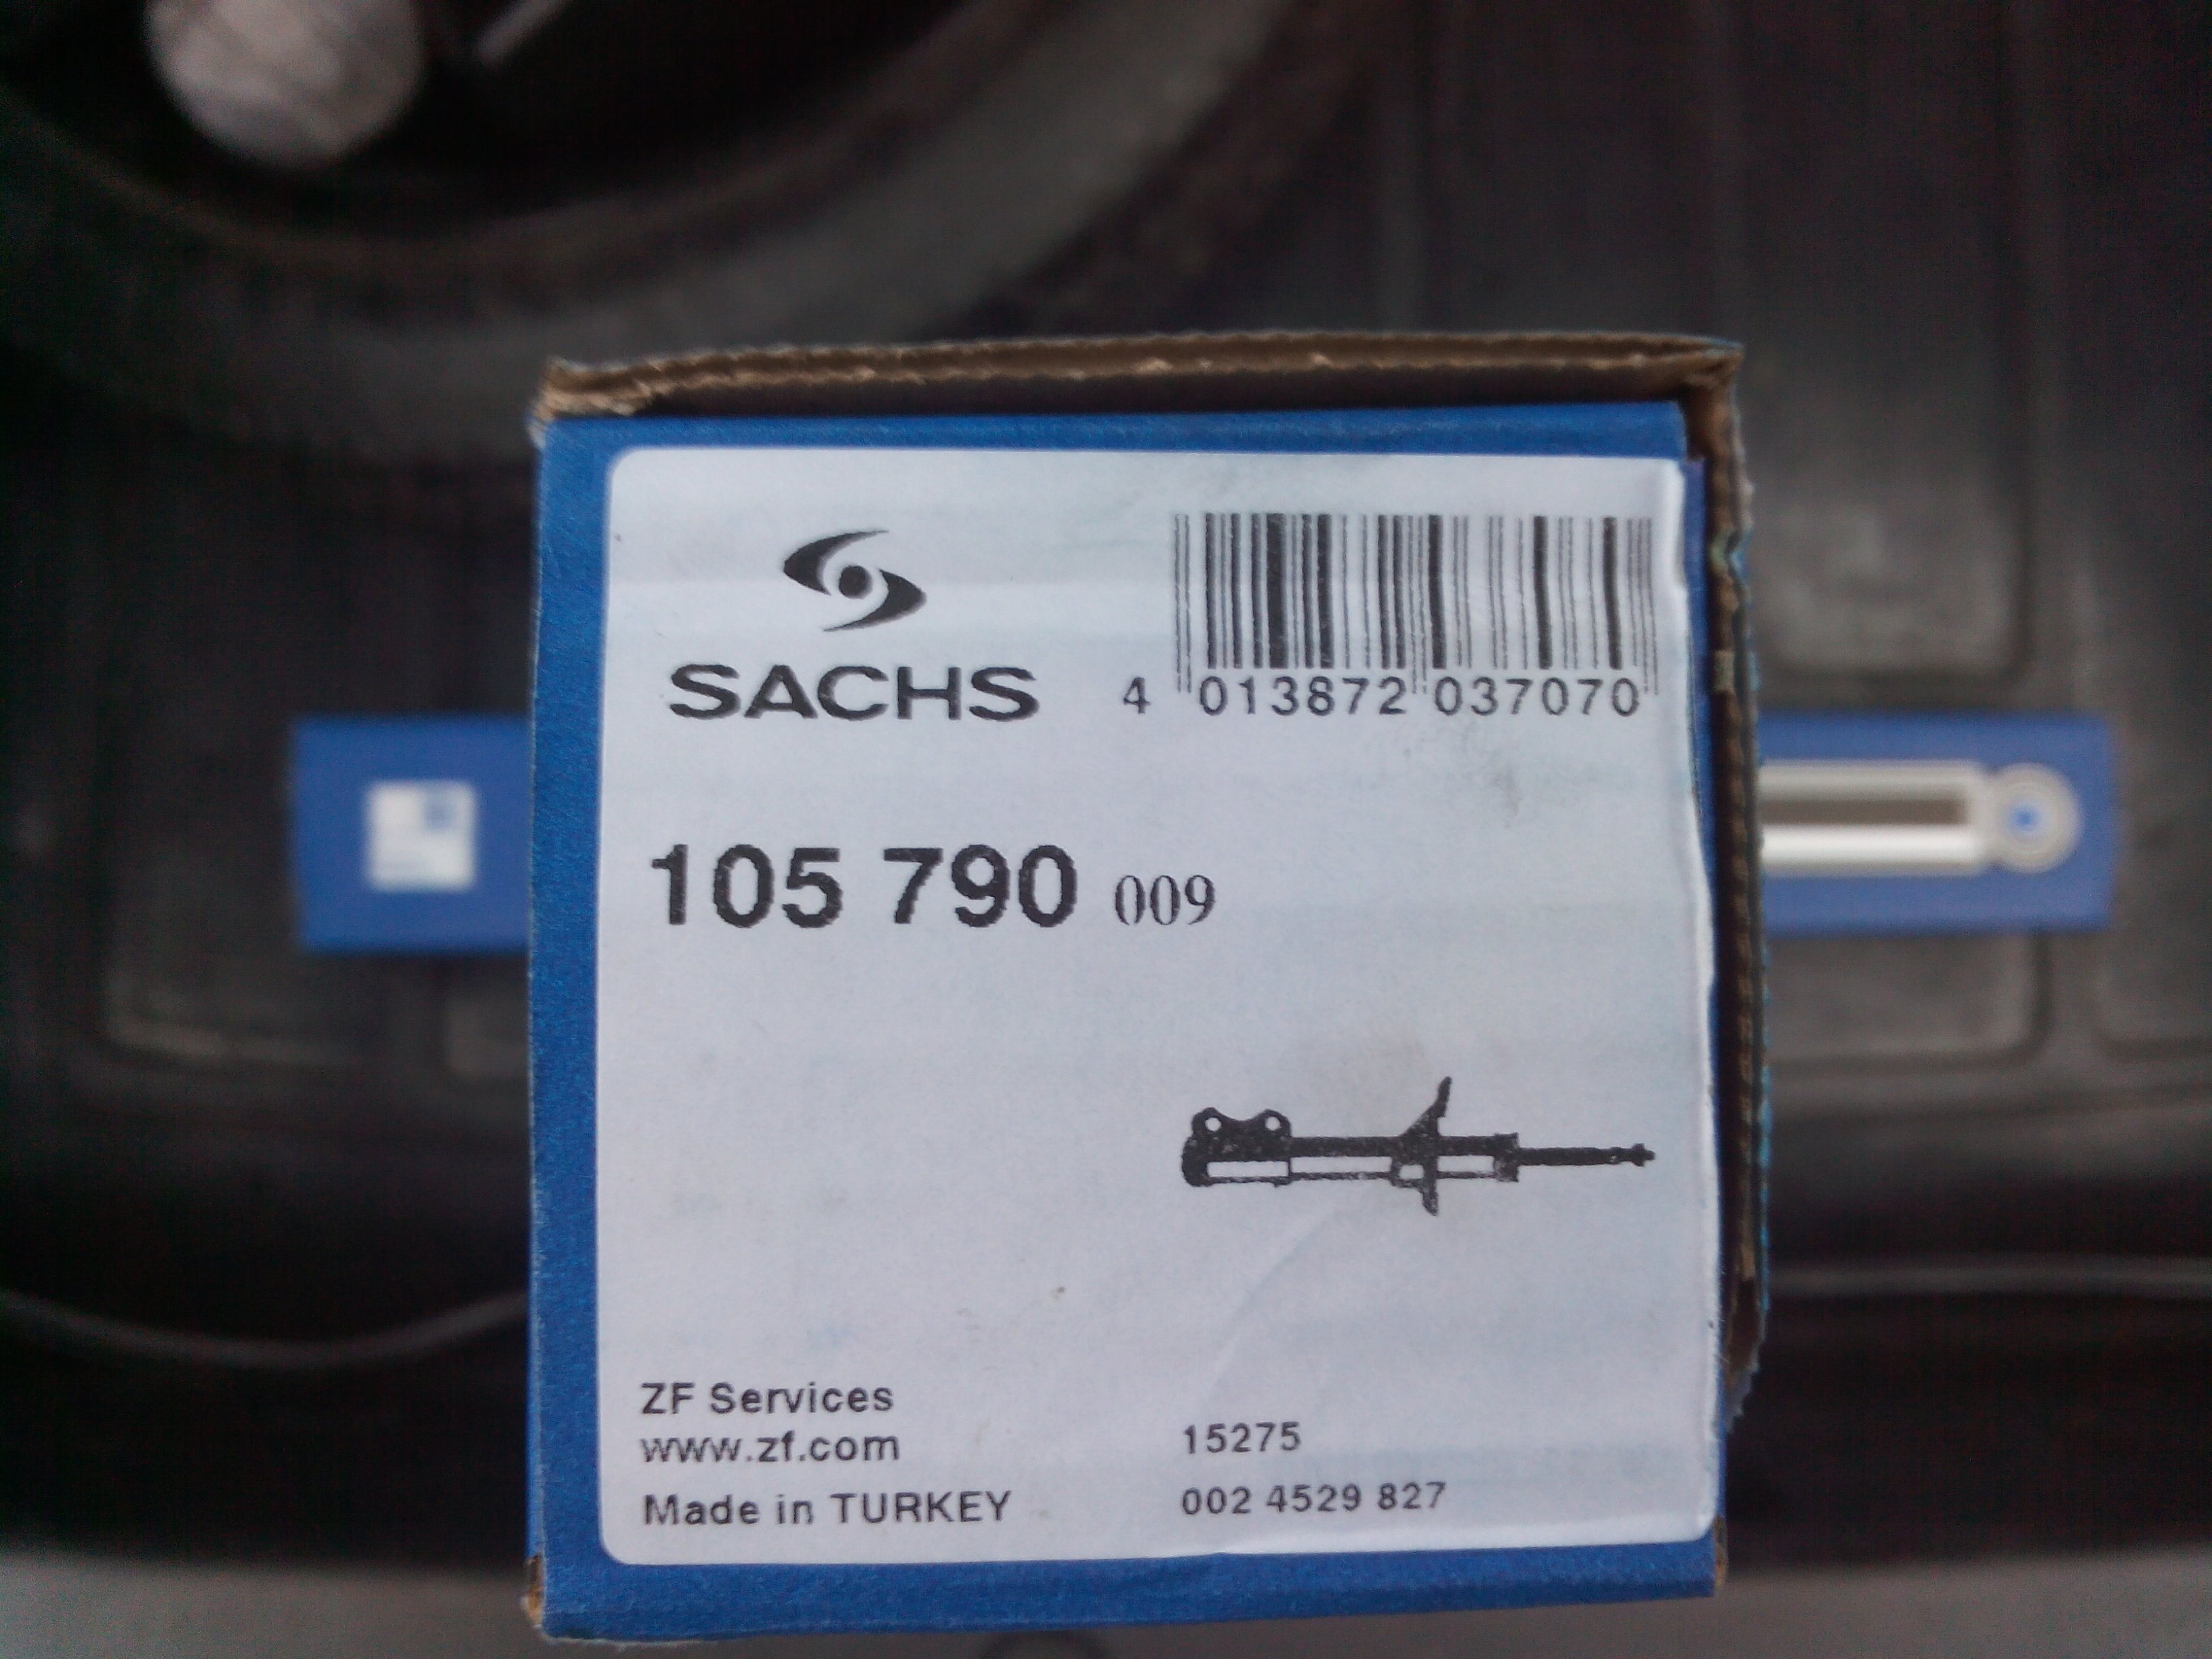 SACHS
4 013872 037070
105 790 009
ZF Services
www.zf.com
15275
Made in TURKEY
002 4529 827